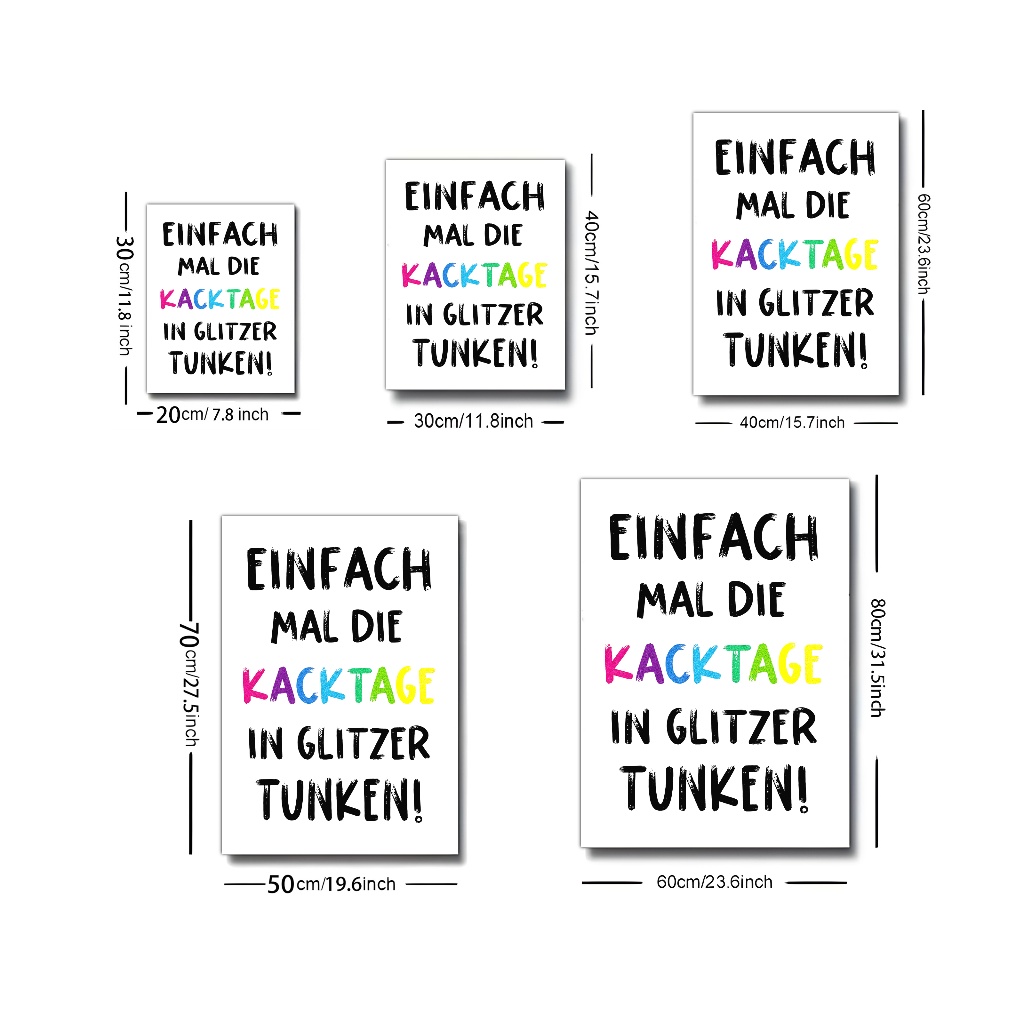 EINFACH
MAL DIE
KACKTAGE
IN GLITZER
TUNKEN!
30cm/11.8 inch
20cm/ 7.8 inch
EINFACH
MAL DIE
KACKTAGE
IN GLITZER
TUNKEN!
40cm/15.7inch
30cm/11.8inch
EINFACH
MAL DIE
KACKTAGE
IN GLITZER
TUNKEN!
60cm/23.6inch
40cm/15.7inch
EINFACH
MAL DIE
KACKTAGE
IN GLITZER
TUNKEN!
70cm/27.5inch
50cm/19.6inch
EINFACH
MAL DIE
KACKTAGE
IN GLITZER
TUNKEN!
80cm/31.5inch
60cm/23.6inch